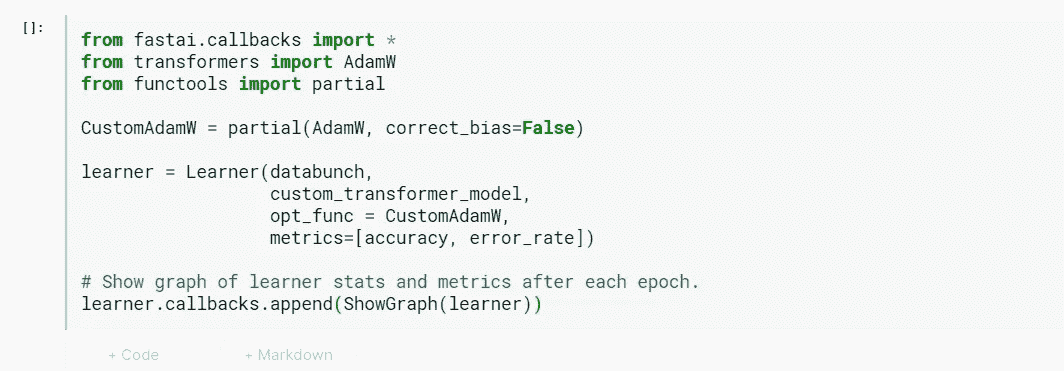 []:
from fastai.callbacks import *
from transformers import AdamW
from functools import partial
CustomAdamW = partial(AdamW, correct_bias=False)
learner = Learner(databunch,
custom_transformer_model,
opt_func = CustomAdamW,
metrics=[accuracy, error_rate])
# Show graph of learner stats and metrics after each epoch.
learner.callbacks.append(ShowGraph(learner))
+ Code + Markdown